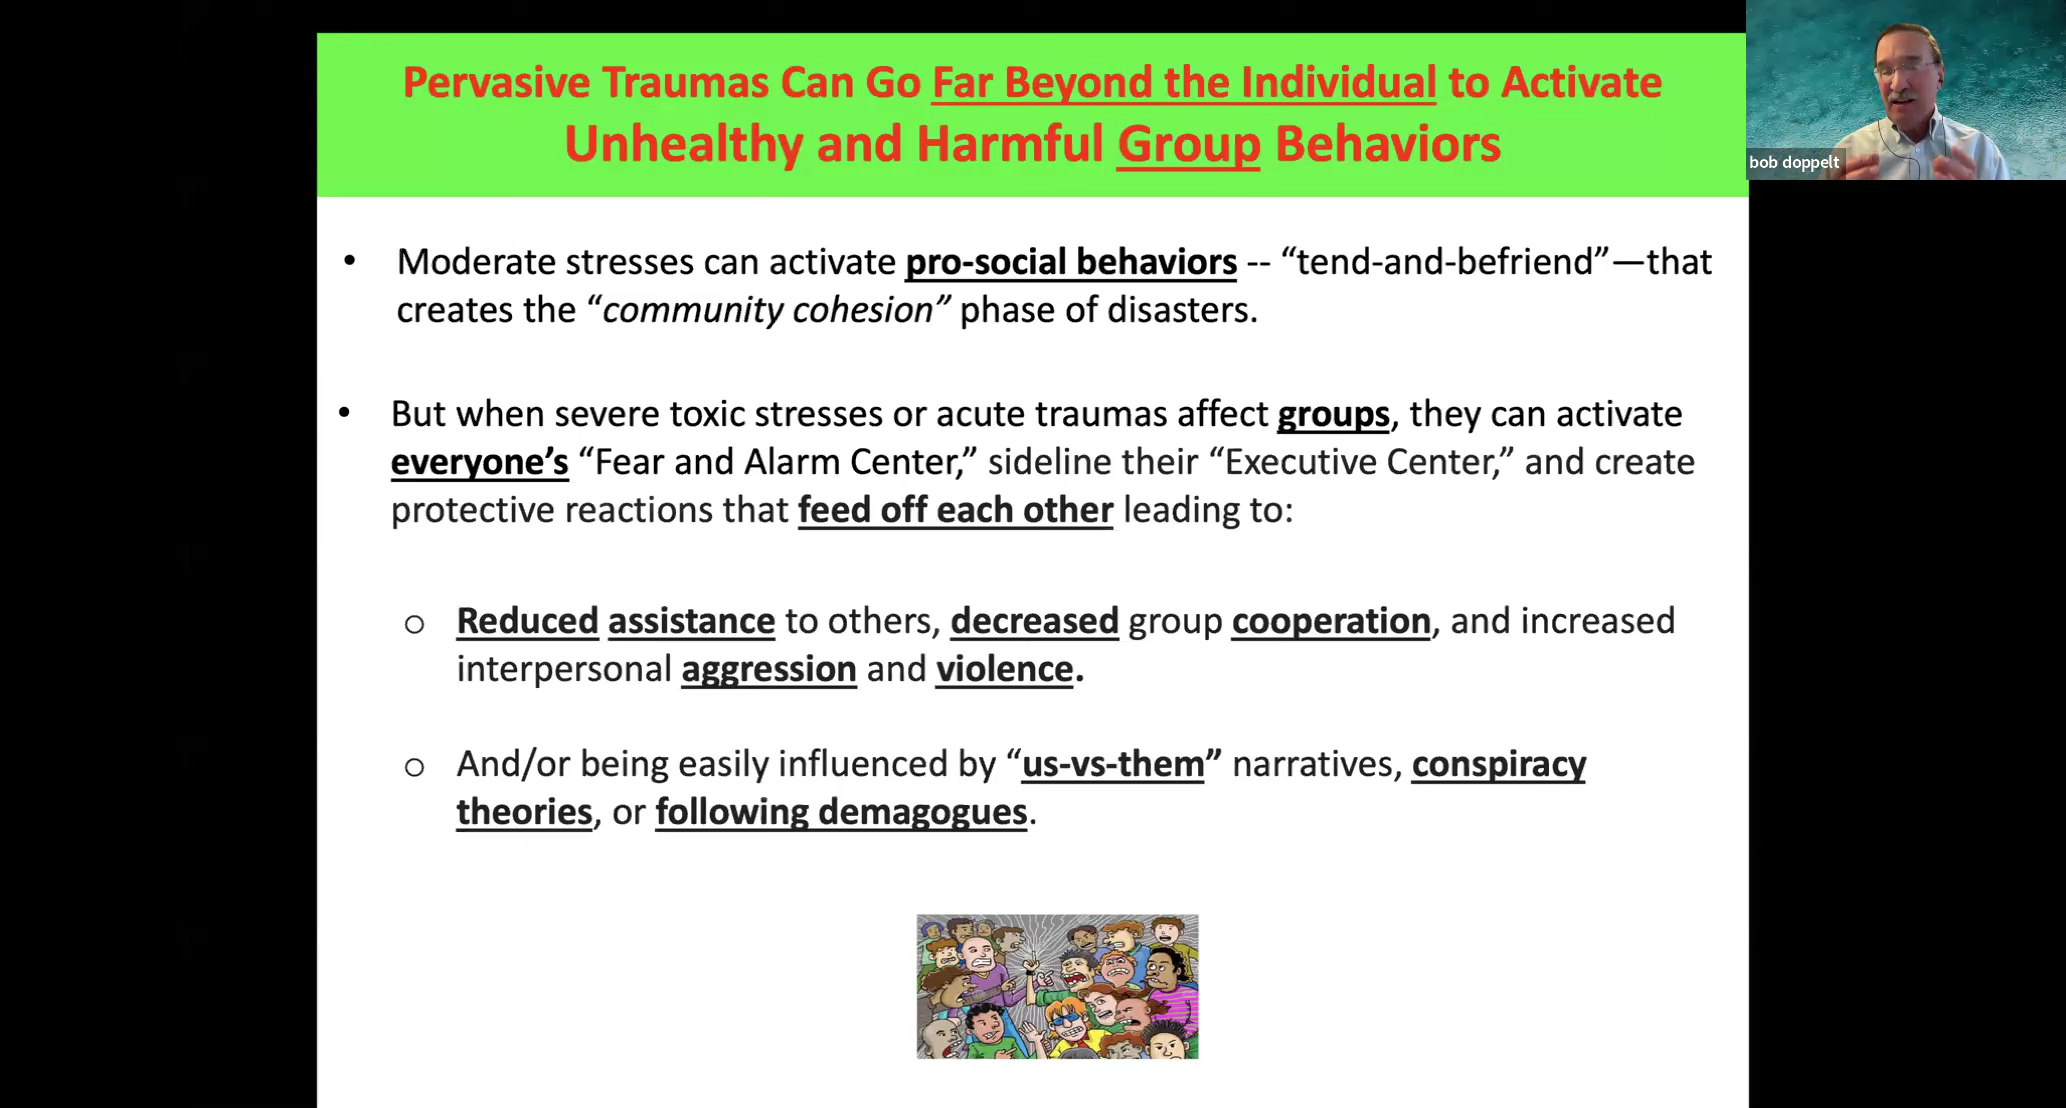 Pervasive Traumas Can Go Far Beyond the Individual to Activate
Unhealthy and Harmful Group Behaviors
bob doppelt
• Moderate stresses can activate pro-social behaviors -- “tend-and-befriend”—that
creates the “community cohesion” phase of disasters.
• But when severe toxic stresses or acute traumas affect groups, they can activate
everyone’s “Fear and Alarm Center,” sideline their “Executive Center,” and create
protective reactions that feed off each other leading to:
o Reduced assistance to others, decreased group cooperation, and increased
interpersonal aggression and violence.
o And/or being easily influenced by “us-vs-them” narratives, conspiracy
theories, or following demagogues.